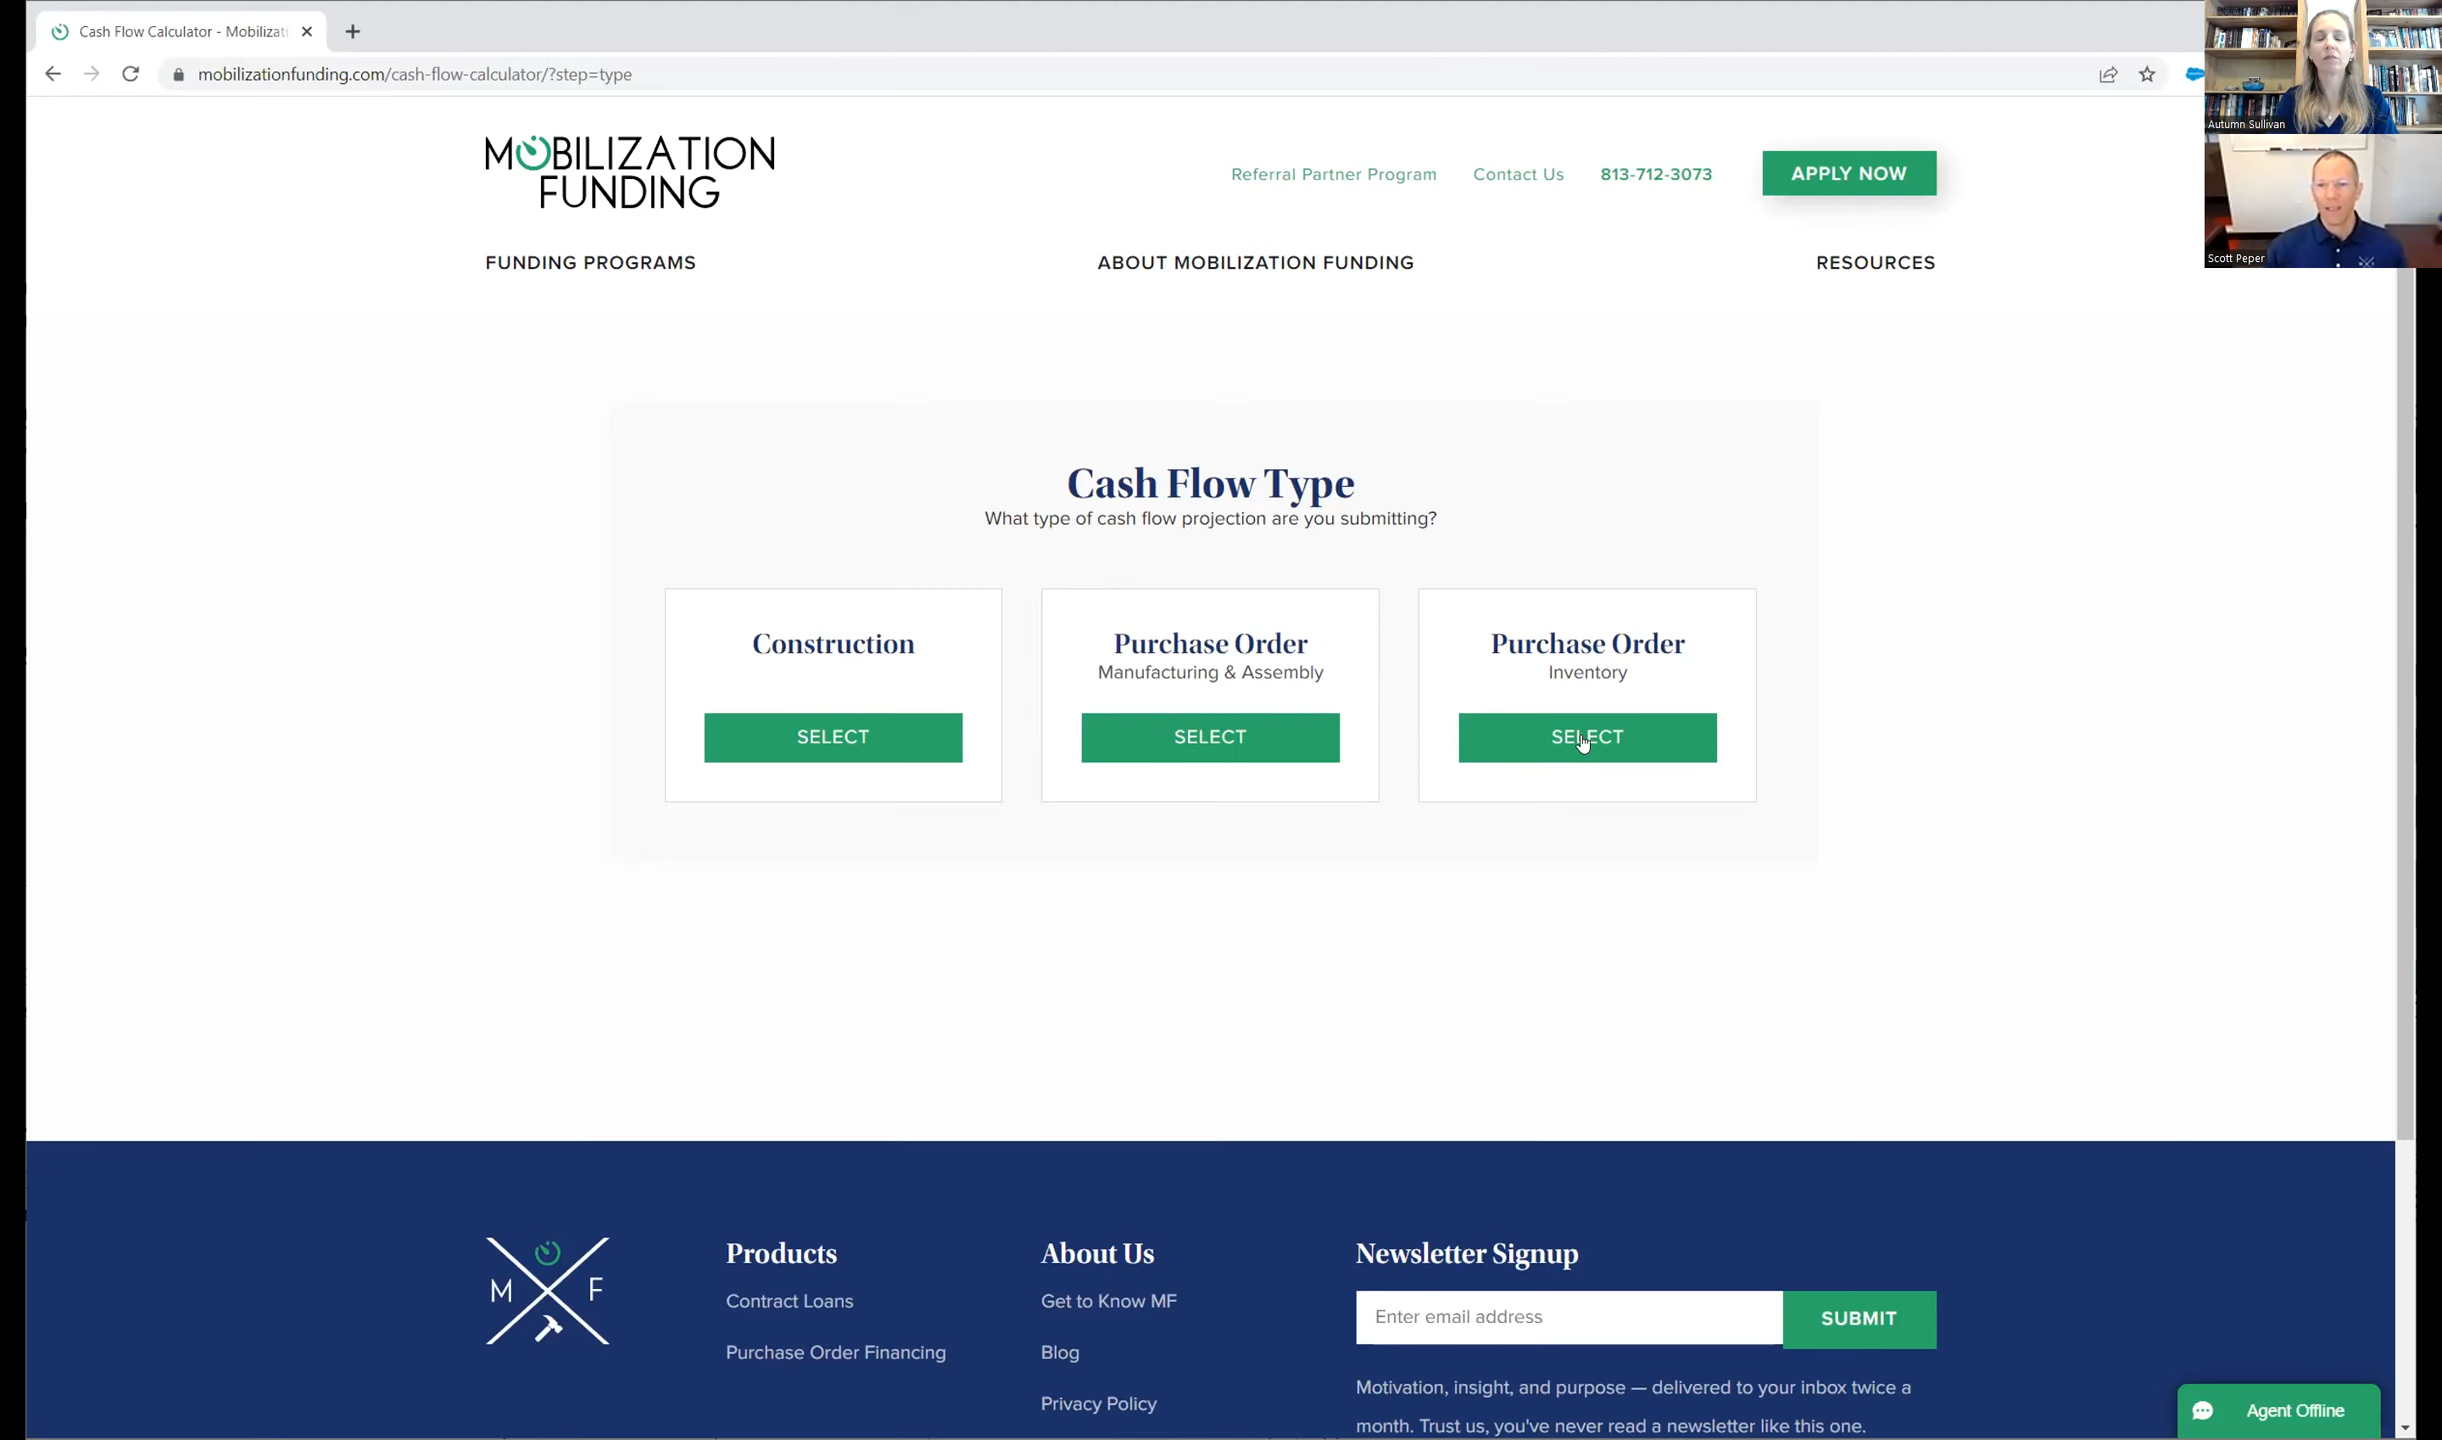 Cash Flow Calculator - Mobilizati
mobilizationfunding.com/cash-flow-calculator/?step=type
Autumn Sullivan
Scott Peper
MOBILIZATION
FUNDING
Referral Partner Program
Contact Us
813-712-3073
APPLY NOW
FUNDING PROGRAMS
ABOUT MOBILIZATION FUNDING
RESOURCES
Cash Flow Type
What type of cash flow projection are you submitting?
Construction
SELECT
Purchase Order
Manufacturing & Assembly
SELECT
Purchase Order
Inventory
SELECT
M F
Products
Contract Loans
Purchase Order Financing
About Us
Get to Know MF
Blog
Privacy Policy
Newsletter Signup
Enter email address
SUBMIT
Motivation, insight, and purpose — delivered to your inbox twice a
month. Trust us, you've never read a newsletter like this one.
Agent Offline